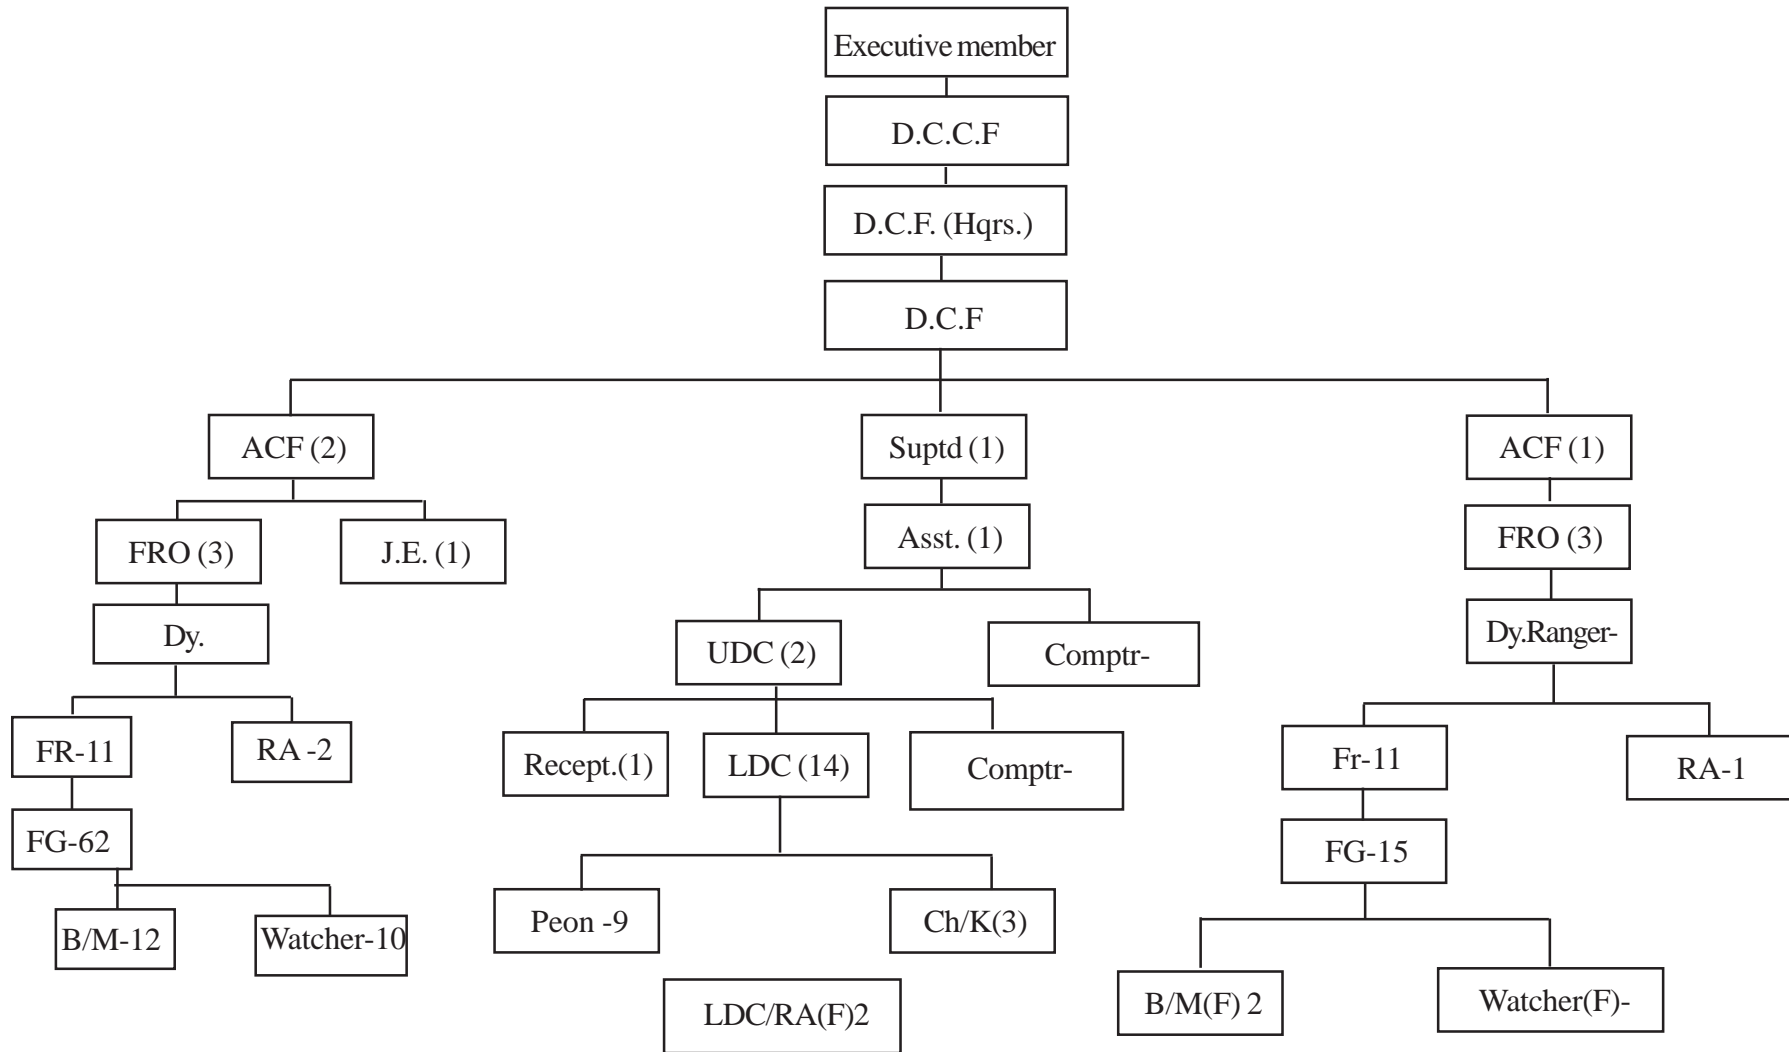 Executive member
D.C.C.F
D.C.F. (Hqrs.)
D.C.F
ACF (2)
Suptd (1)
ACF (1)
FRO (3)
J.E. (1)
Asst. (1)
FRO (3)
Dy.
UDC (2)
Comptr-
Dy.Ranger-
FR-11
RA -2
Recept.(1)
LDC (14)
Comptr-
Fr-11
RA-1
FG-62
FG-15
B/M-12
Watcher-10
Peon -9
Ch/K(3)
B/M(F) 2
Watcher(F)-
LDC/RA(F)2